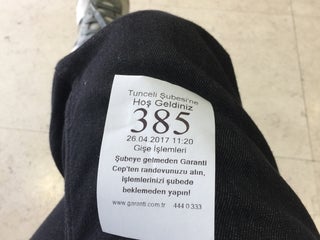 Tunceli Şubesi'ne
Hoş Geldiniz
385
26.04.2017 11:20
Gişe İşlemleri
Şubeye gelmeden Garanti
Cep'ten randevunuzu alın,
işlemlerinizi şubede
beklemeden yapın!
www.garanti.com.tr 444 0 333